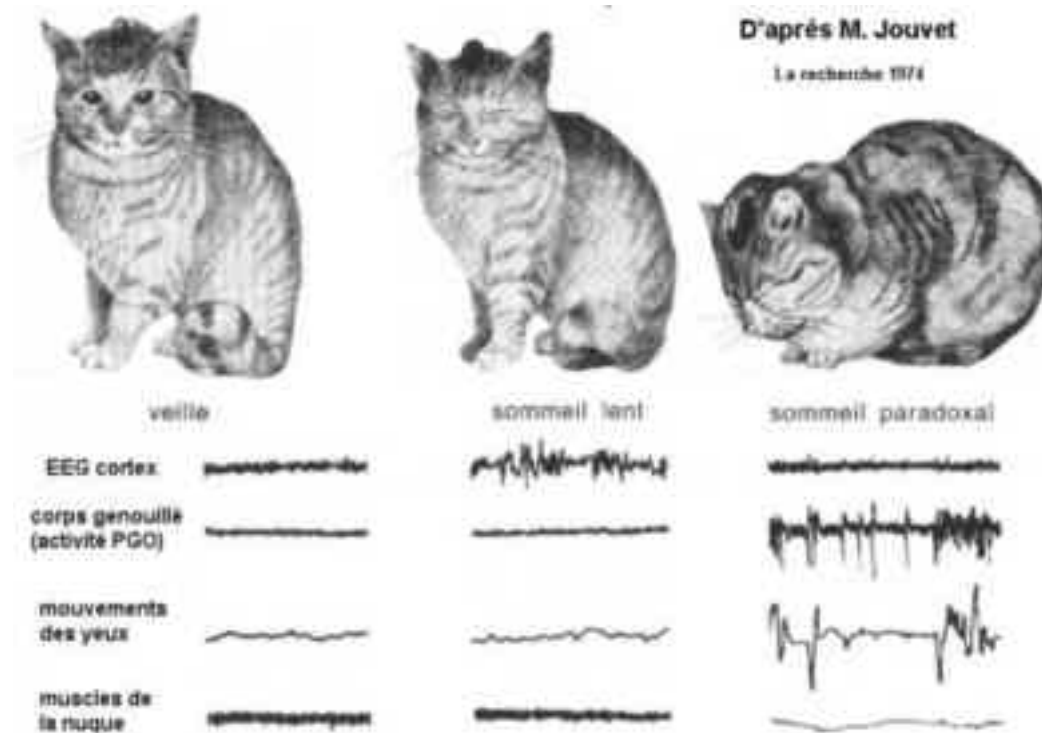 D'aprés M. Jouvet
La recherche 1974
veille
sommeil lent
sommeil paradoxal
EEG cortex
corps genouillé
(activité PGO)
mouvements
des yeux
muscles de
la nuque